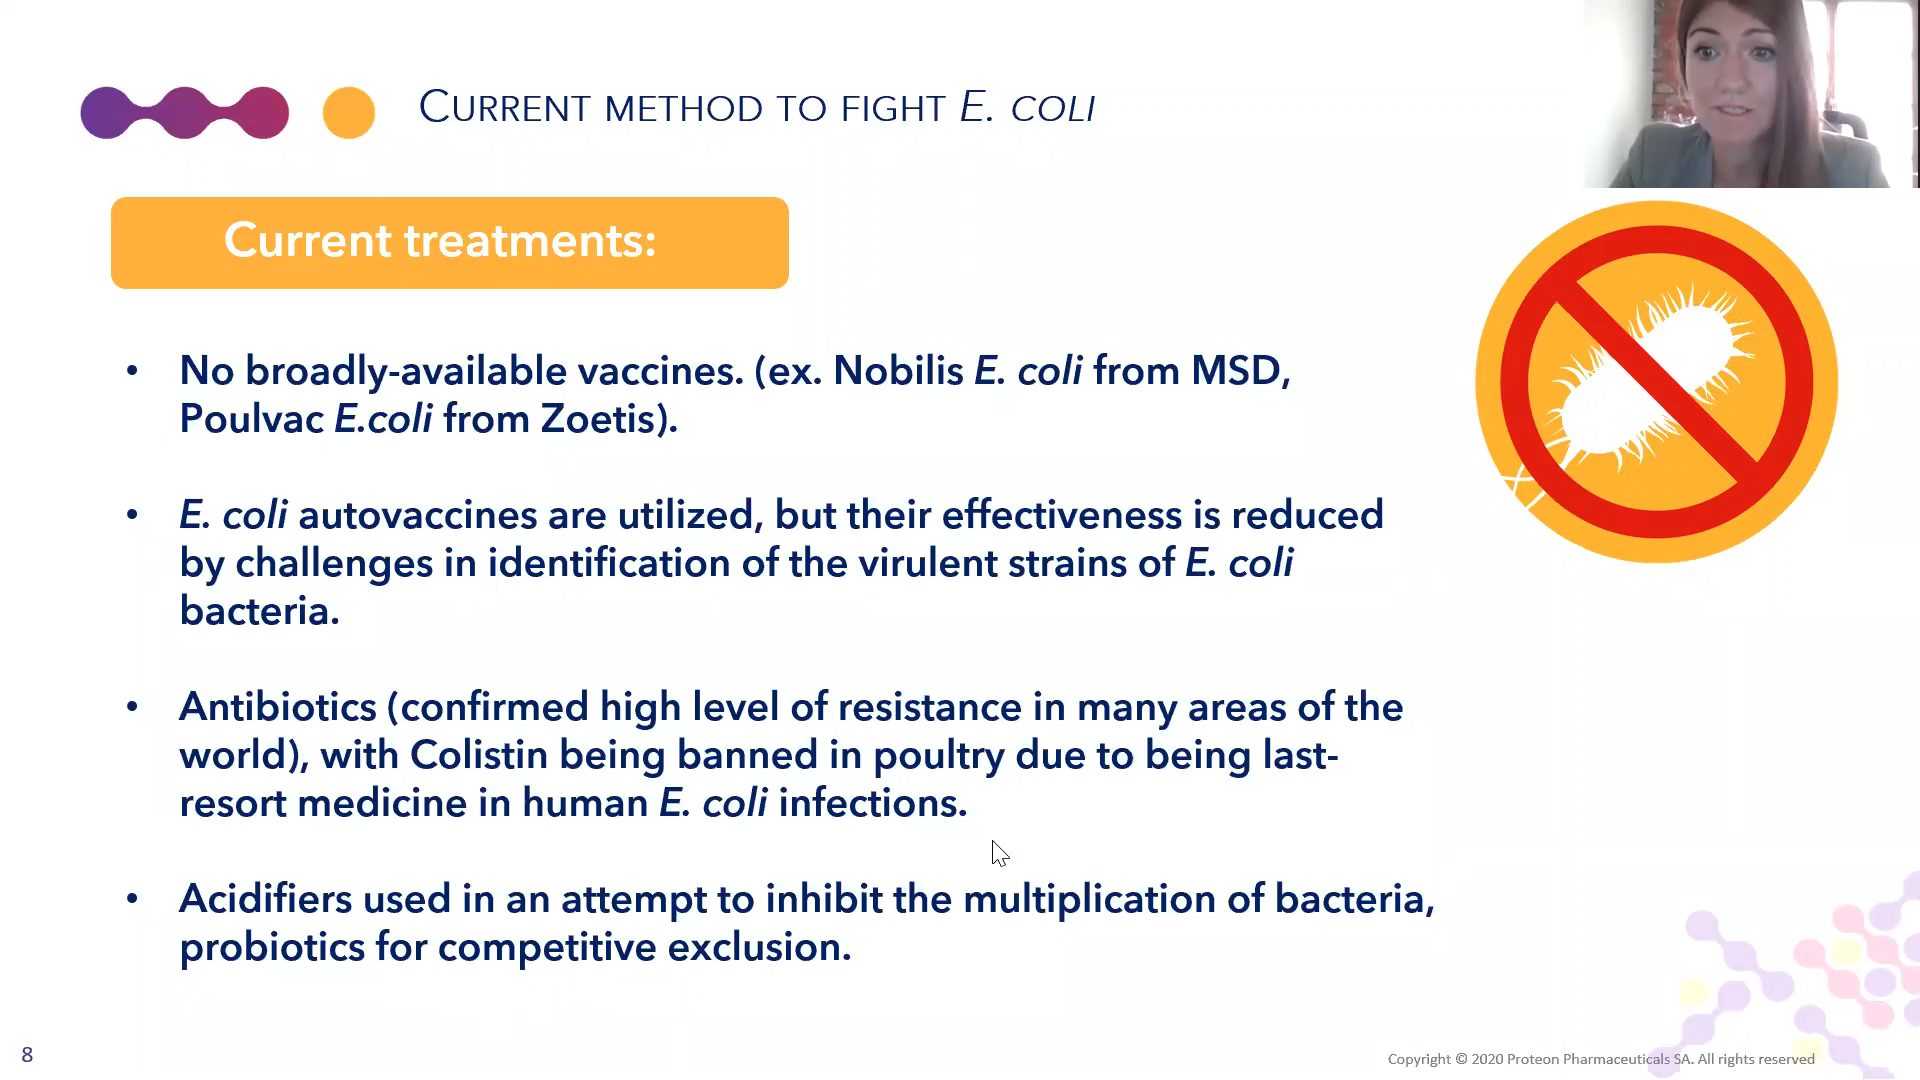 CURRENT METHOD TO FIGHT E. COLI
Current treatments:
• No broadly-available vaccines. (ex. Nobilis E. coli from MSD,
Poulvac E.coli from Zoetis).
• E. coli autovaccines are utilized, but their effectiveness is reduced
by challenges in identification of the virulent strains of E. coli
bacteria.
• Antibiotics (confirmed high level of resistance in many areas of the
world), with Colistin being banned in poultry due to being last-
resort medicine in human E. coli infections.
• Acidifiers used in an attempt to inhibit the multiplication of bacteria,
probiotics for competitive exclusion.
8
Copyright © 2020 Proteon Pharmaceuticals SA. All rights reserved